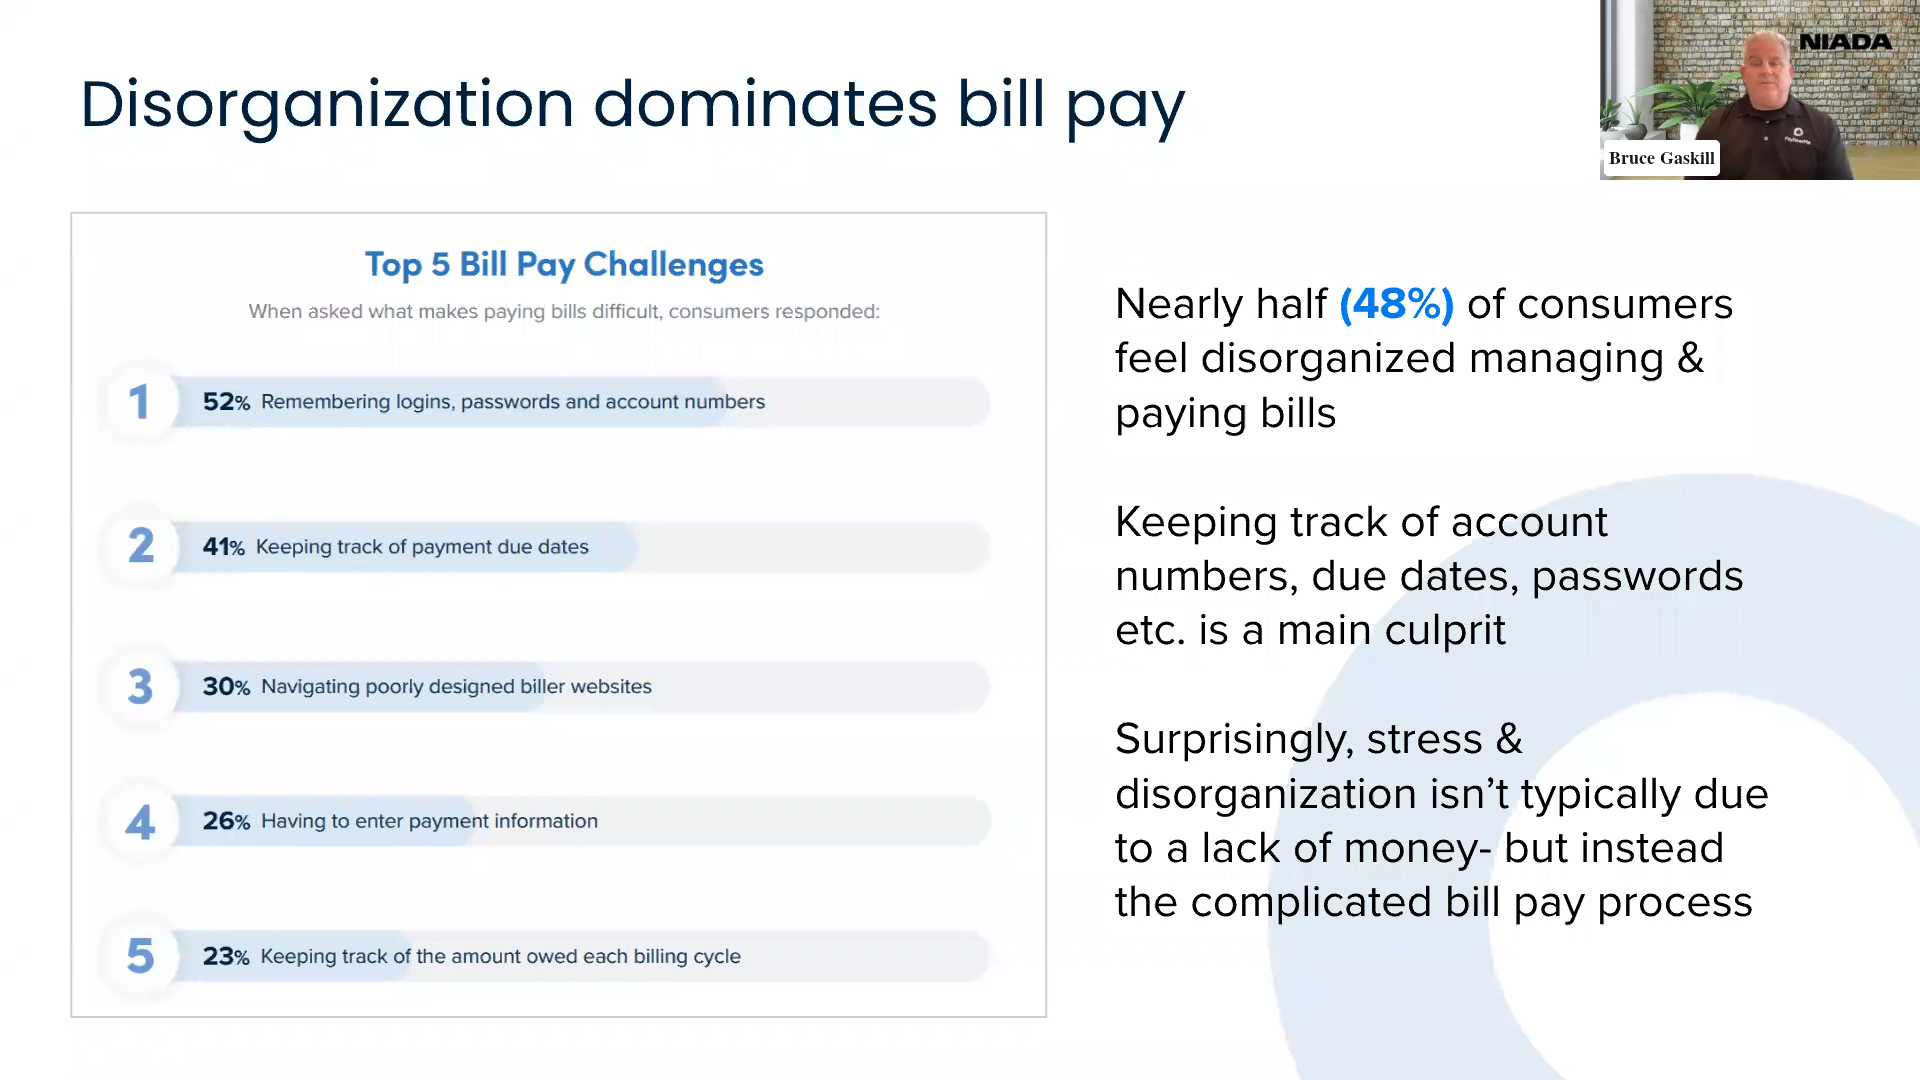 Disorganization dominates bill pay
NIADA
PayNearMe
Bruce Gaskill
Top 5 Bill Pay Challenges
When asked what makes paying bills difficult, consumers responded:
1 52% Remembering logins, passwords and account numbers
2 41% Keeping track of payment due dates
3 30% Navigating poorly designed biller websites
4 26% Having to enter payment information
5 23% Keeping track of the amount owed each billing cycle
Nearly half (48%) of consumers
feel disorganized managing &
paying bills
Keeping track of account
numbers, due dates, passwords
etc. is a main culprit
Surprisingly, stress &
disorganization isn’t typically due
to a lack of money- but instead
the complicated bill pay process